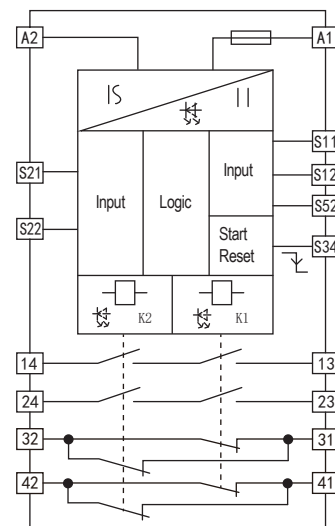 A2 A1
S11
S21 Input Logic Input S12
S52
S22 Start S34
Reset
K2 K1
14 13
24 23
32 31
42 41